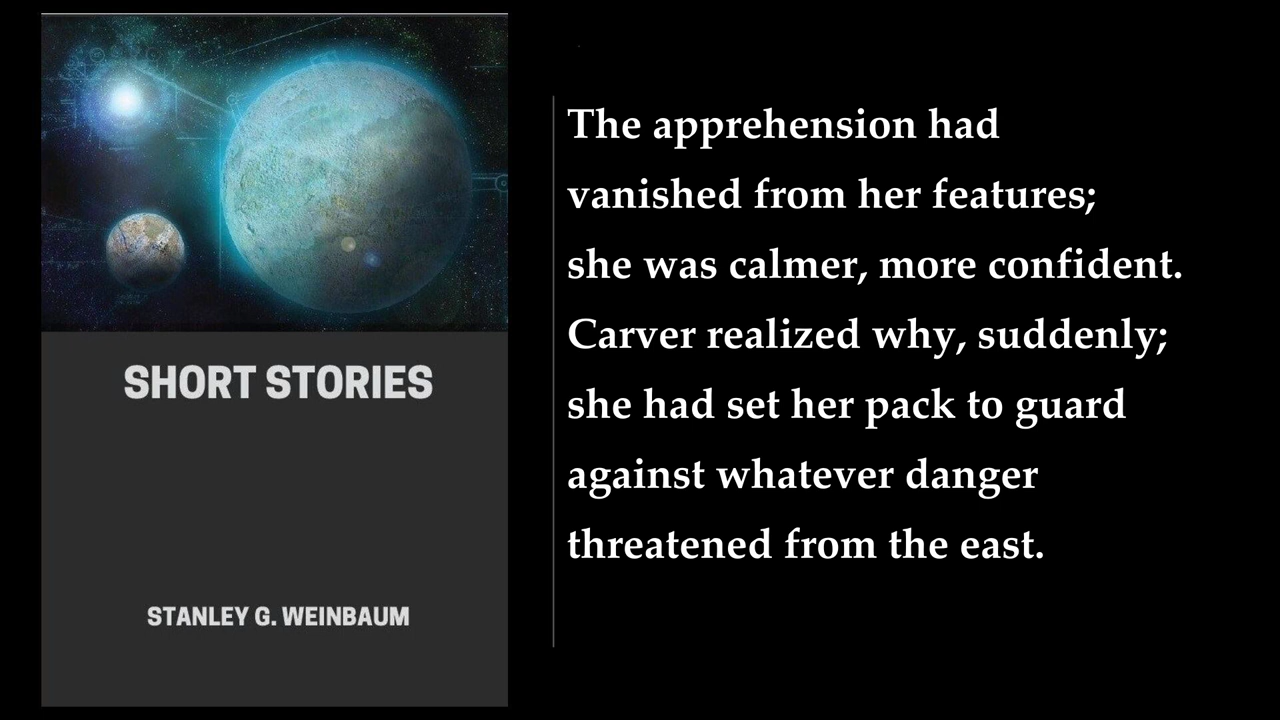 SHORT STORIES
STANLEY G. WEINBAUM
The apprehension had
vanished from her features;
she was calmer, more confident.
Carver realized why, suddenly;
she had set her pack to guard
against whatever danger
threatened from the east.